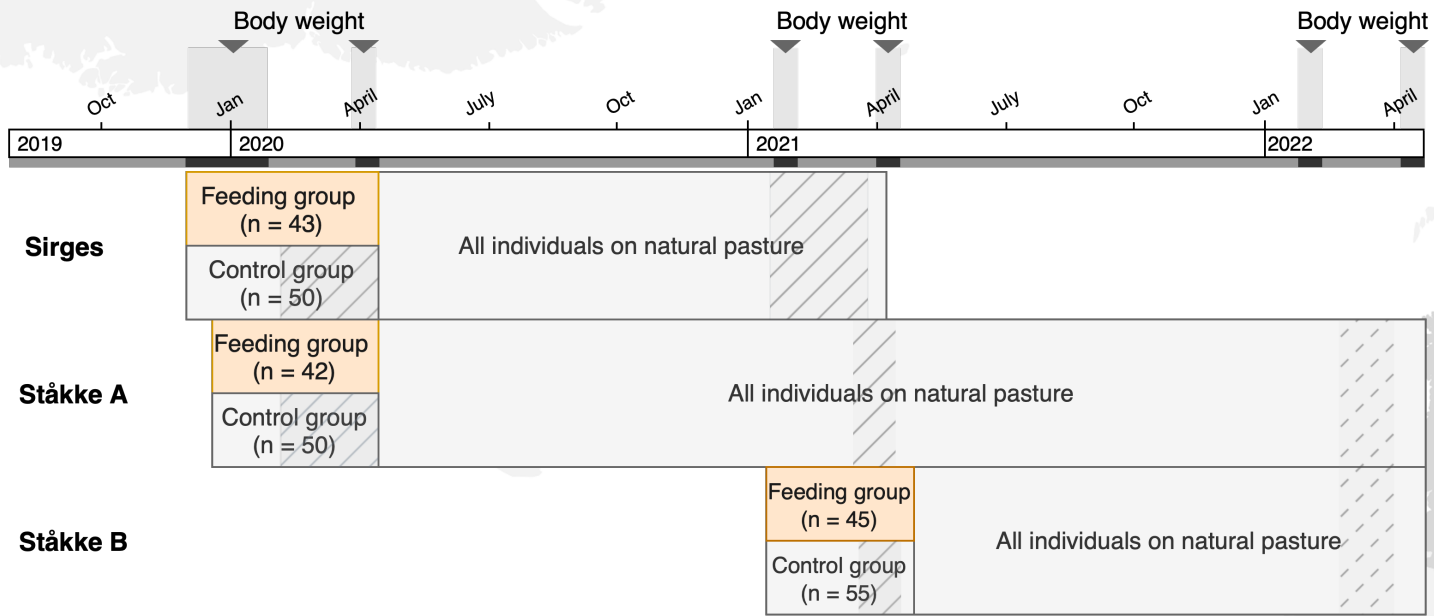 Body weight Body weight Body weight
Oct Jan April July Oct Jan April July Oct Jan April
2019 2020 2021 2022
Feeding group
(n = 43)
Sirges
All individuals on natural pasture
Control group
(n = 50)
Feeding group
(n = 42)
Ståkke A
All individuals on natural pasture
Control group
(n = 50)
Feeding group
(n = 45)
Ståkke B
All individuals on natural pasture
Control group
(n = 55)